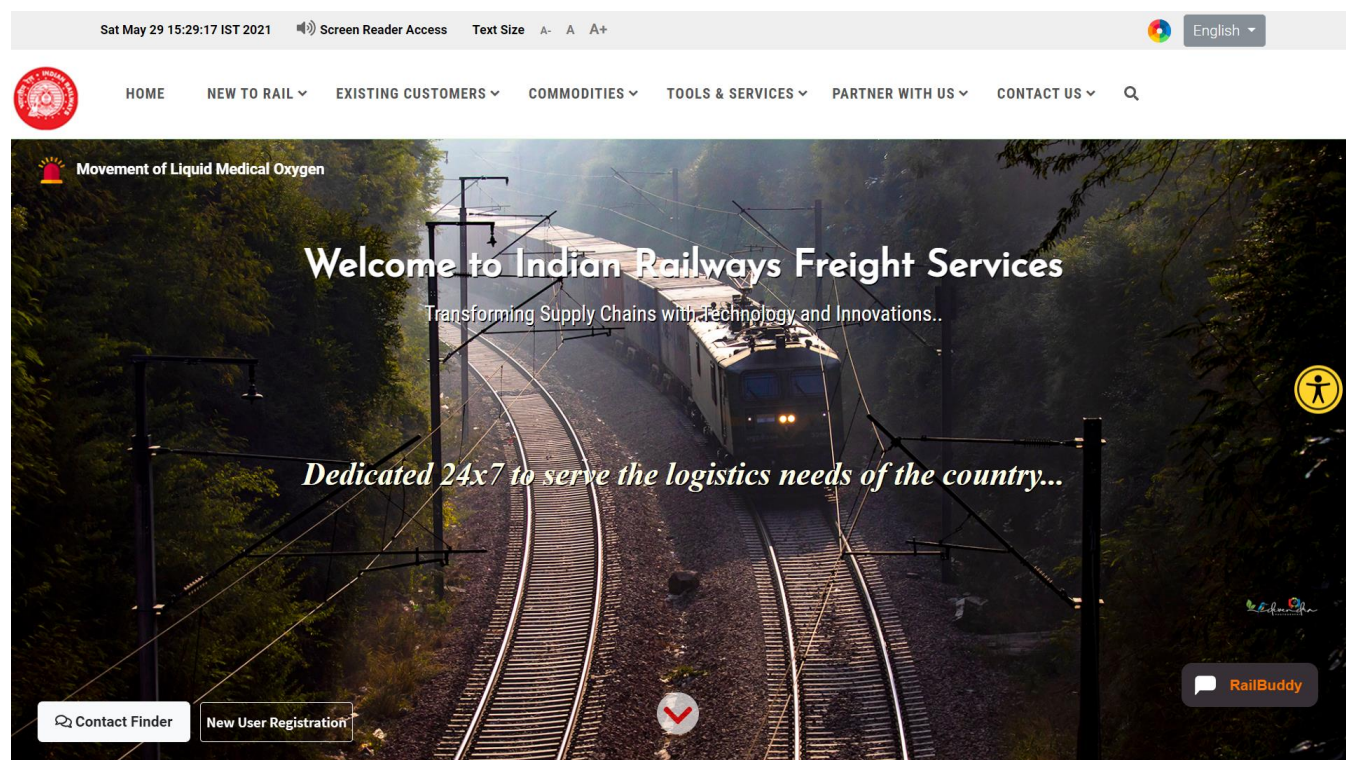 Sat May 29 15:29:17 IST 2021 Screen Reader Access Text Size A- A A+ English
HOME NEW TO RAIL EXISTING CUSTOMERS COMMODITIES TOOLS & SERVICES PARTNER WITH US CONTACT US
Movement of Liquid Medical Oxygen
Welcome to Indian Railways Freight Services
Transforming Supply Chains with Technology and Innovations..
Dedicated 24x7 to serve the logistics needs of the country...
RailBuddy
Contact Finder New User Registration